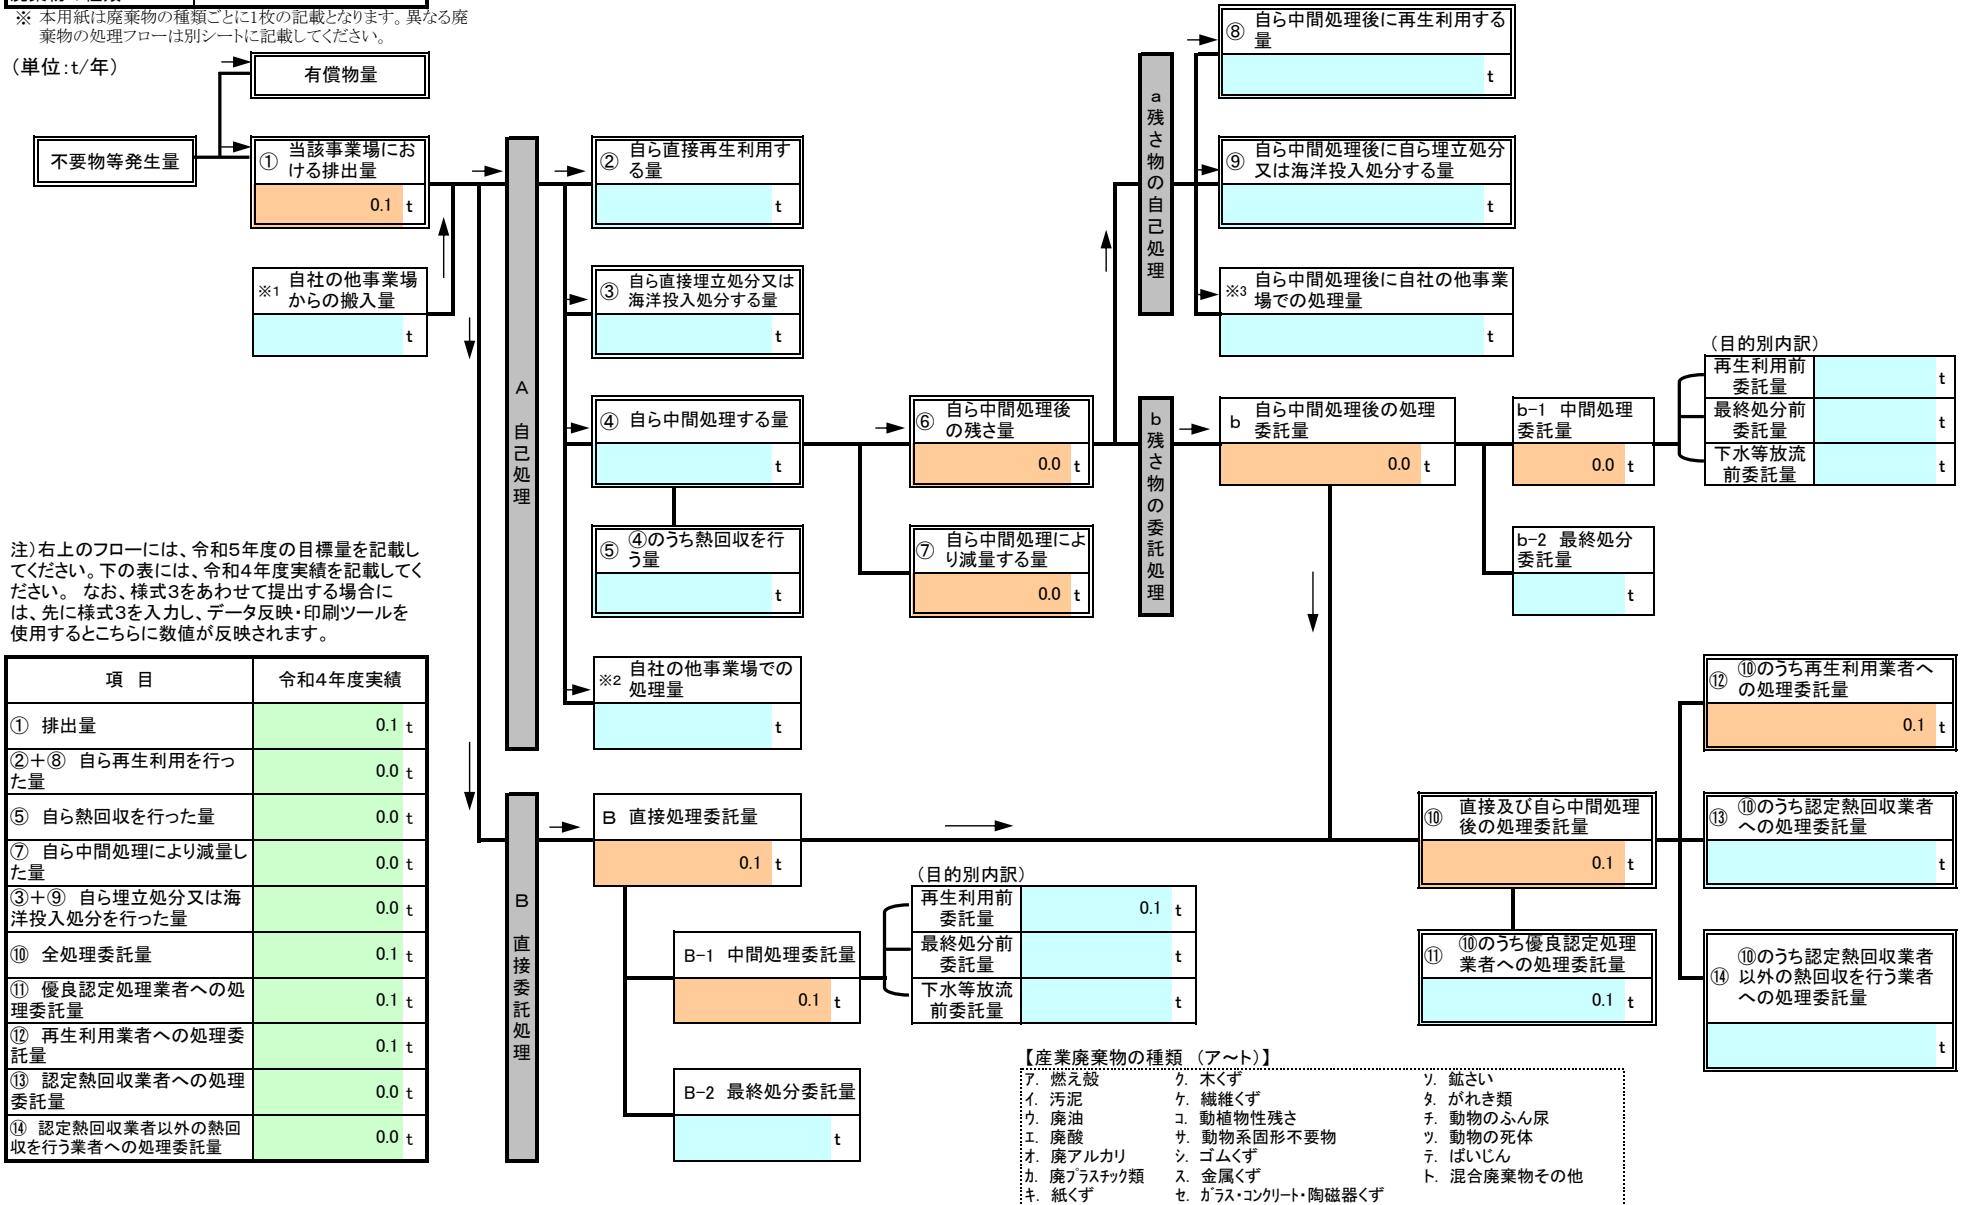 ※ 本用紙は廃棄物の種類ごとに1枚の記載となります。異なる廃
棄物の処理フローは別シートに記載してください。
（単位：t/年）
有償物量
不要物等発生量
① 当該事業場にお
ける排出量
0.1 t
※1 自社の他事業場
からの搬入量
t
A 自己処理
② 自ら直接再生利用す
る量
t
③ 自ら直接埋立処分又は
海洋投入処分する量
t
④ 自ら中間処理する量
t
⑤ ④のうち熱回収を行
う量
t
※2 自社の他事業場での
処理量
t
⑥ 自ら中間処理後
の残さ量
0.0 t
⑦ 自ら中間処理によ
り減量する量
0.0 t
a 残さ物の自己処理
⑧ 自ら中間処理後に再生利用する
量
t
⑨ 自ら中間処理後に自ら埋立処分
又は海洋投入処分する量
t
※3 自ら中間処理後に自社の他事業
場での処理量
t
b 残さ物の委託処理
b 自ら中間処理後の処理
委託量
0.0 t
b-1 中間処理
委託量
0.0 t
b-2 最終処分
委託量
t
（目的別内訳）
再生利用前
委託量
t
最終処分前
委託量
t
下水等放流
前委託量
t
注）右上のフローには、令和５年度の目標量を記載し
てください。下の表には、令和４年度実績を記載してく
ださい。 なお、様式3をあわせて提出する場合に
は、先に様式3を入力し、データ反映・印刷ツールを
使用するとこちらに数値が反映されます。
項 目 令和４年度実績
① 排出量 0.1 t
②＋⑧ 自ら再生利用を行っ
た量 0.0 t
⑤ 自ら熱回収を行った量 0.0 t
⑦ 自ら中間処理により減量し
た量 0.0 t
③＋⑨ 自ら埋立処分又は海
洋投入処分を行った量 0.0 t
⑩ 全処理委託量 0.1 t
⑪ 優良認定処理業者への処
理委託量 0.1 t
⑫ 再生利用業者への処理委
託量 0.1 t
⑬ 認定熱回収業者への処理
委託量 0.0 t
⑭ 認定熱回収業者以外の熱回
収を行う業者への処理委託量 0.0 t
B 直接委託処理
B 直接処理委託量
0.1 t
B-1 中間処理委託量
0.1 t
B-2 最終処分委託量
t
（目的別内訳）
再生利用前
委託量
0.1 t
最終処分前
委託量
t
下水等放流
前委託量
t
⑩ 直接及び自ら中間処理
後の処理委託量
0.1 t
⑪ ⑩のうち優良認定処理
業者への処理委託量
0.1 t
⑫ ⑩のうち再生利用業者へ
の処理委託量
0.1 t
⑬ ⑩のうち認定熱回収業者
への処理委託量
t
⑭ ⑩のうち認定熱回収業者
以外の熱回収を行う業者
への処理委託量
t
【産業廃棄物の種類 （ア～ト）】
ア. 燃え殻 ク. 木くず ソ. 鉱さい
イ. 汚泥 ケ. 繊維くず タ. がれき類
ウ. 廃油 コ. 動植物性残さ チ. 動物のふん尿
エ. 廃酸 サ. 動物系固形不要物 ツ. 動物の死体
オ. 廃アルカリ シ. ゴムくず テ. ばいじん
カ. 廃プラスチック類 ス. 金属くず ト. 混合廃棄物その他
キ. 紙くず セ. ガラス・コンクリート・陶磁器くず